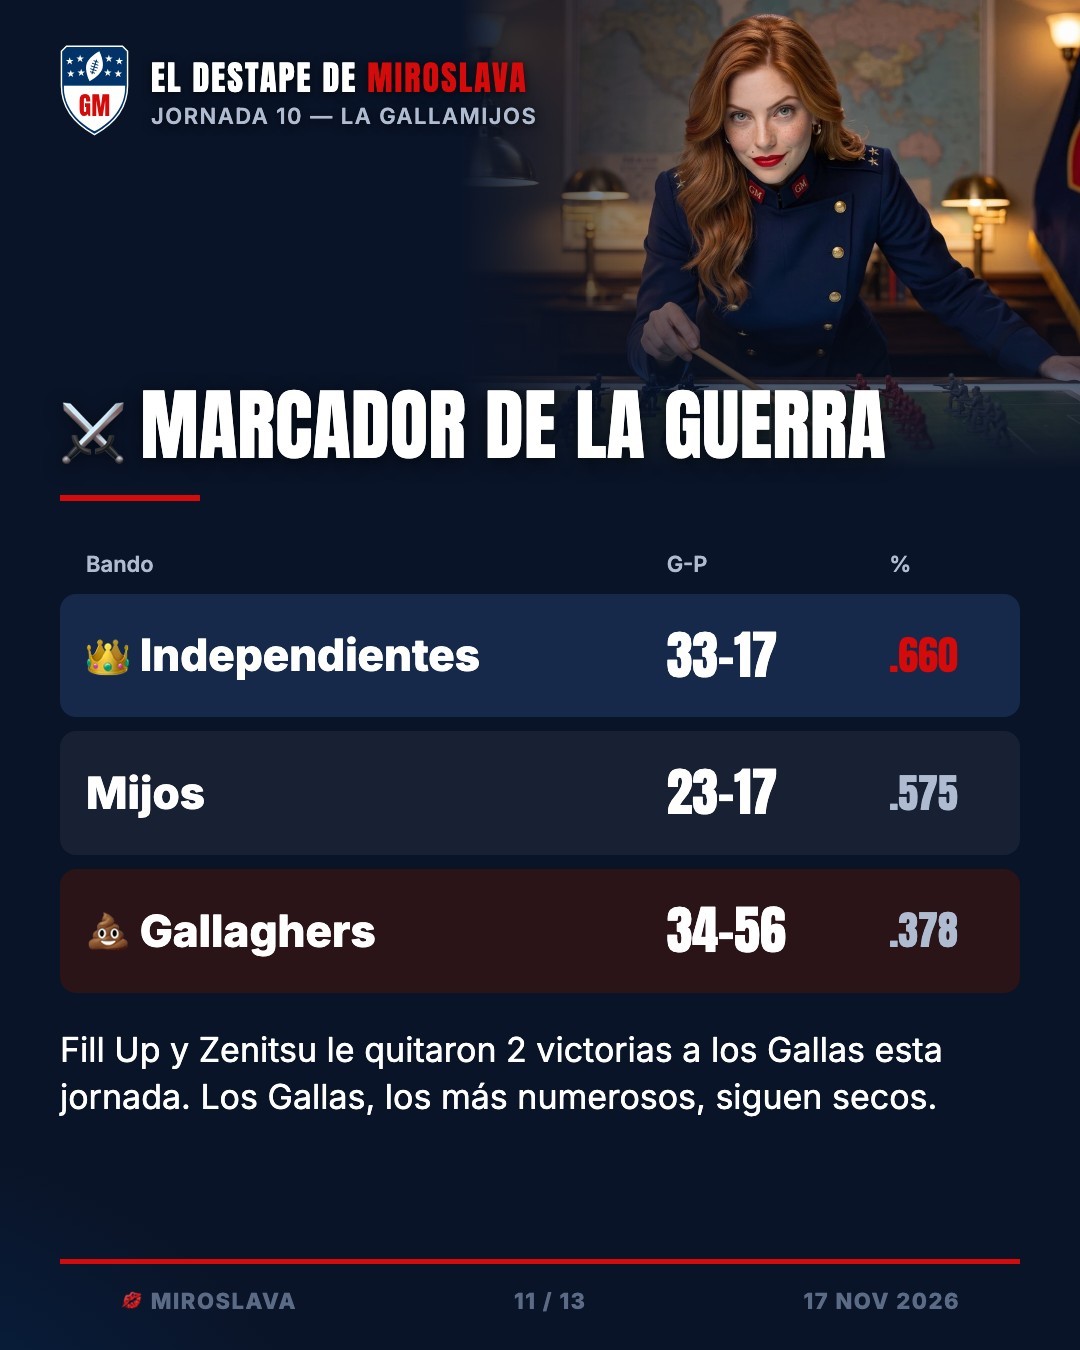 GM
EL DESTAPE DE MIROSLAVA
JORNADA 10 — LA GALLAMIJOS
GM GM
⚔️ MARCADOR DE LA GUERRA
Bando G-P %
👑 Independientes 33-17 .660
Mijos 23-17 .575
💩 Gallaghers 34-56 .378
Fill Up y Zenitsu le quitaron 2 victorias a los Gallas esta
jornada. Los Gallas, los más numerosos, siguen secos.
💋 MIROSLAVA 11 / 13 17 NOV 2026